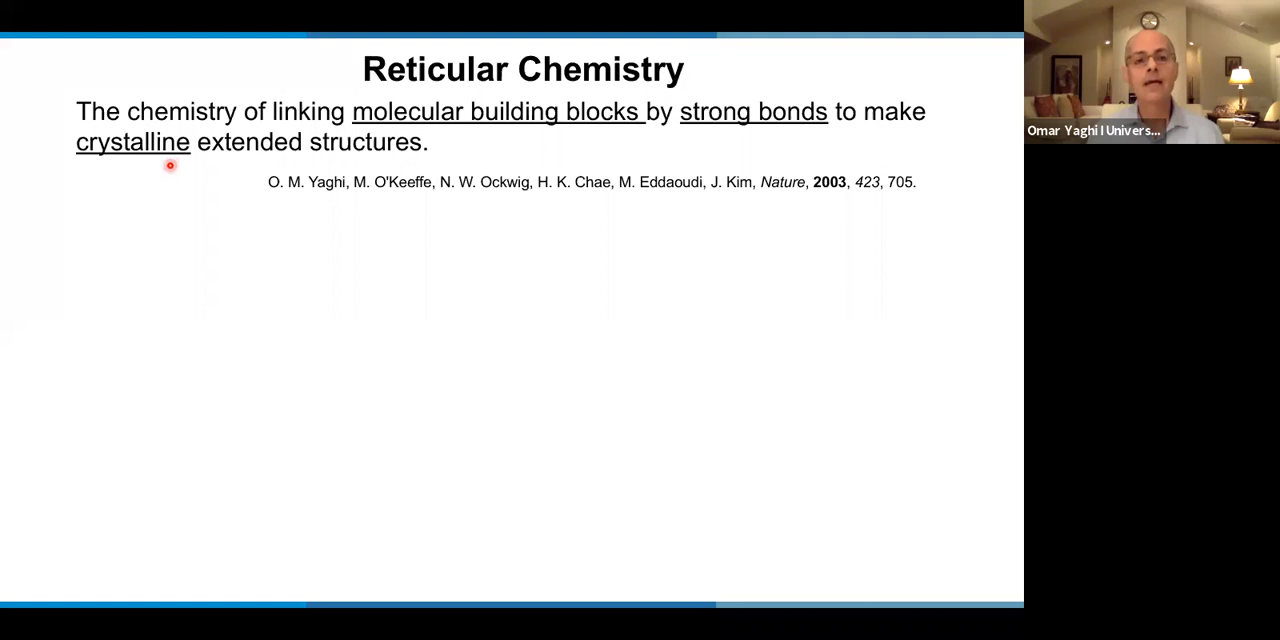 Reticular Chemistry
The chemistry of linking molecular building blocks by strong bonds to make
crystalline extended structures.
O. M. Yaghi, M. O'Keeffe, N. W. Ockwig, H. K. Chae, M. Eddaoudi, J. Kim, Nature, 2003, 423, 705.
Omar Yaghi I Univers...